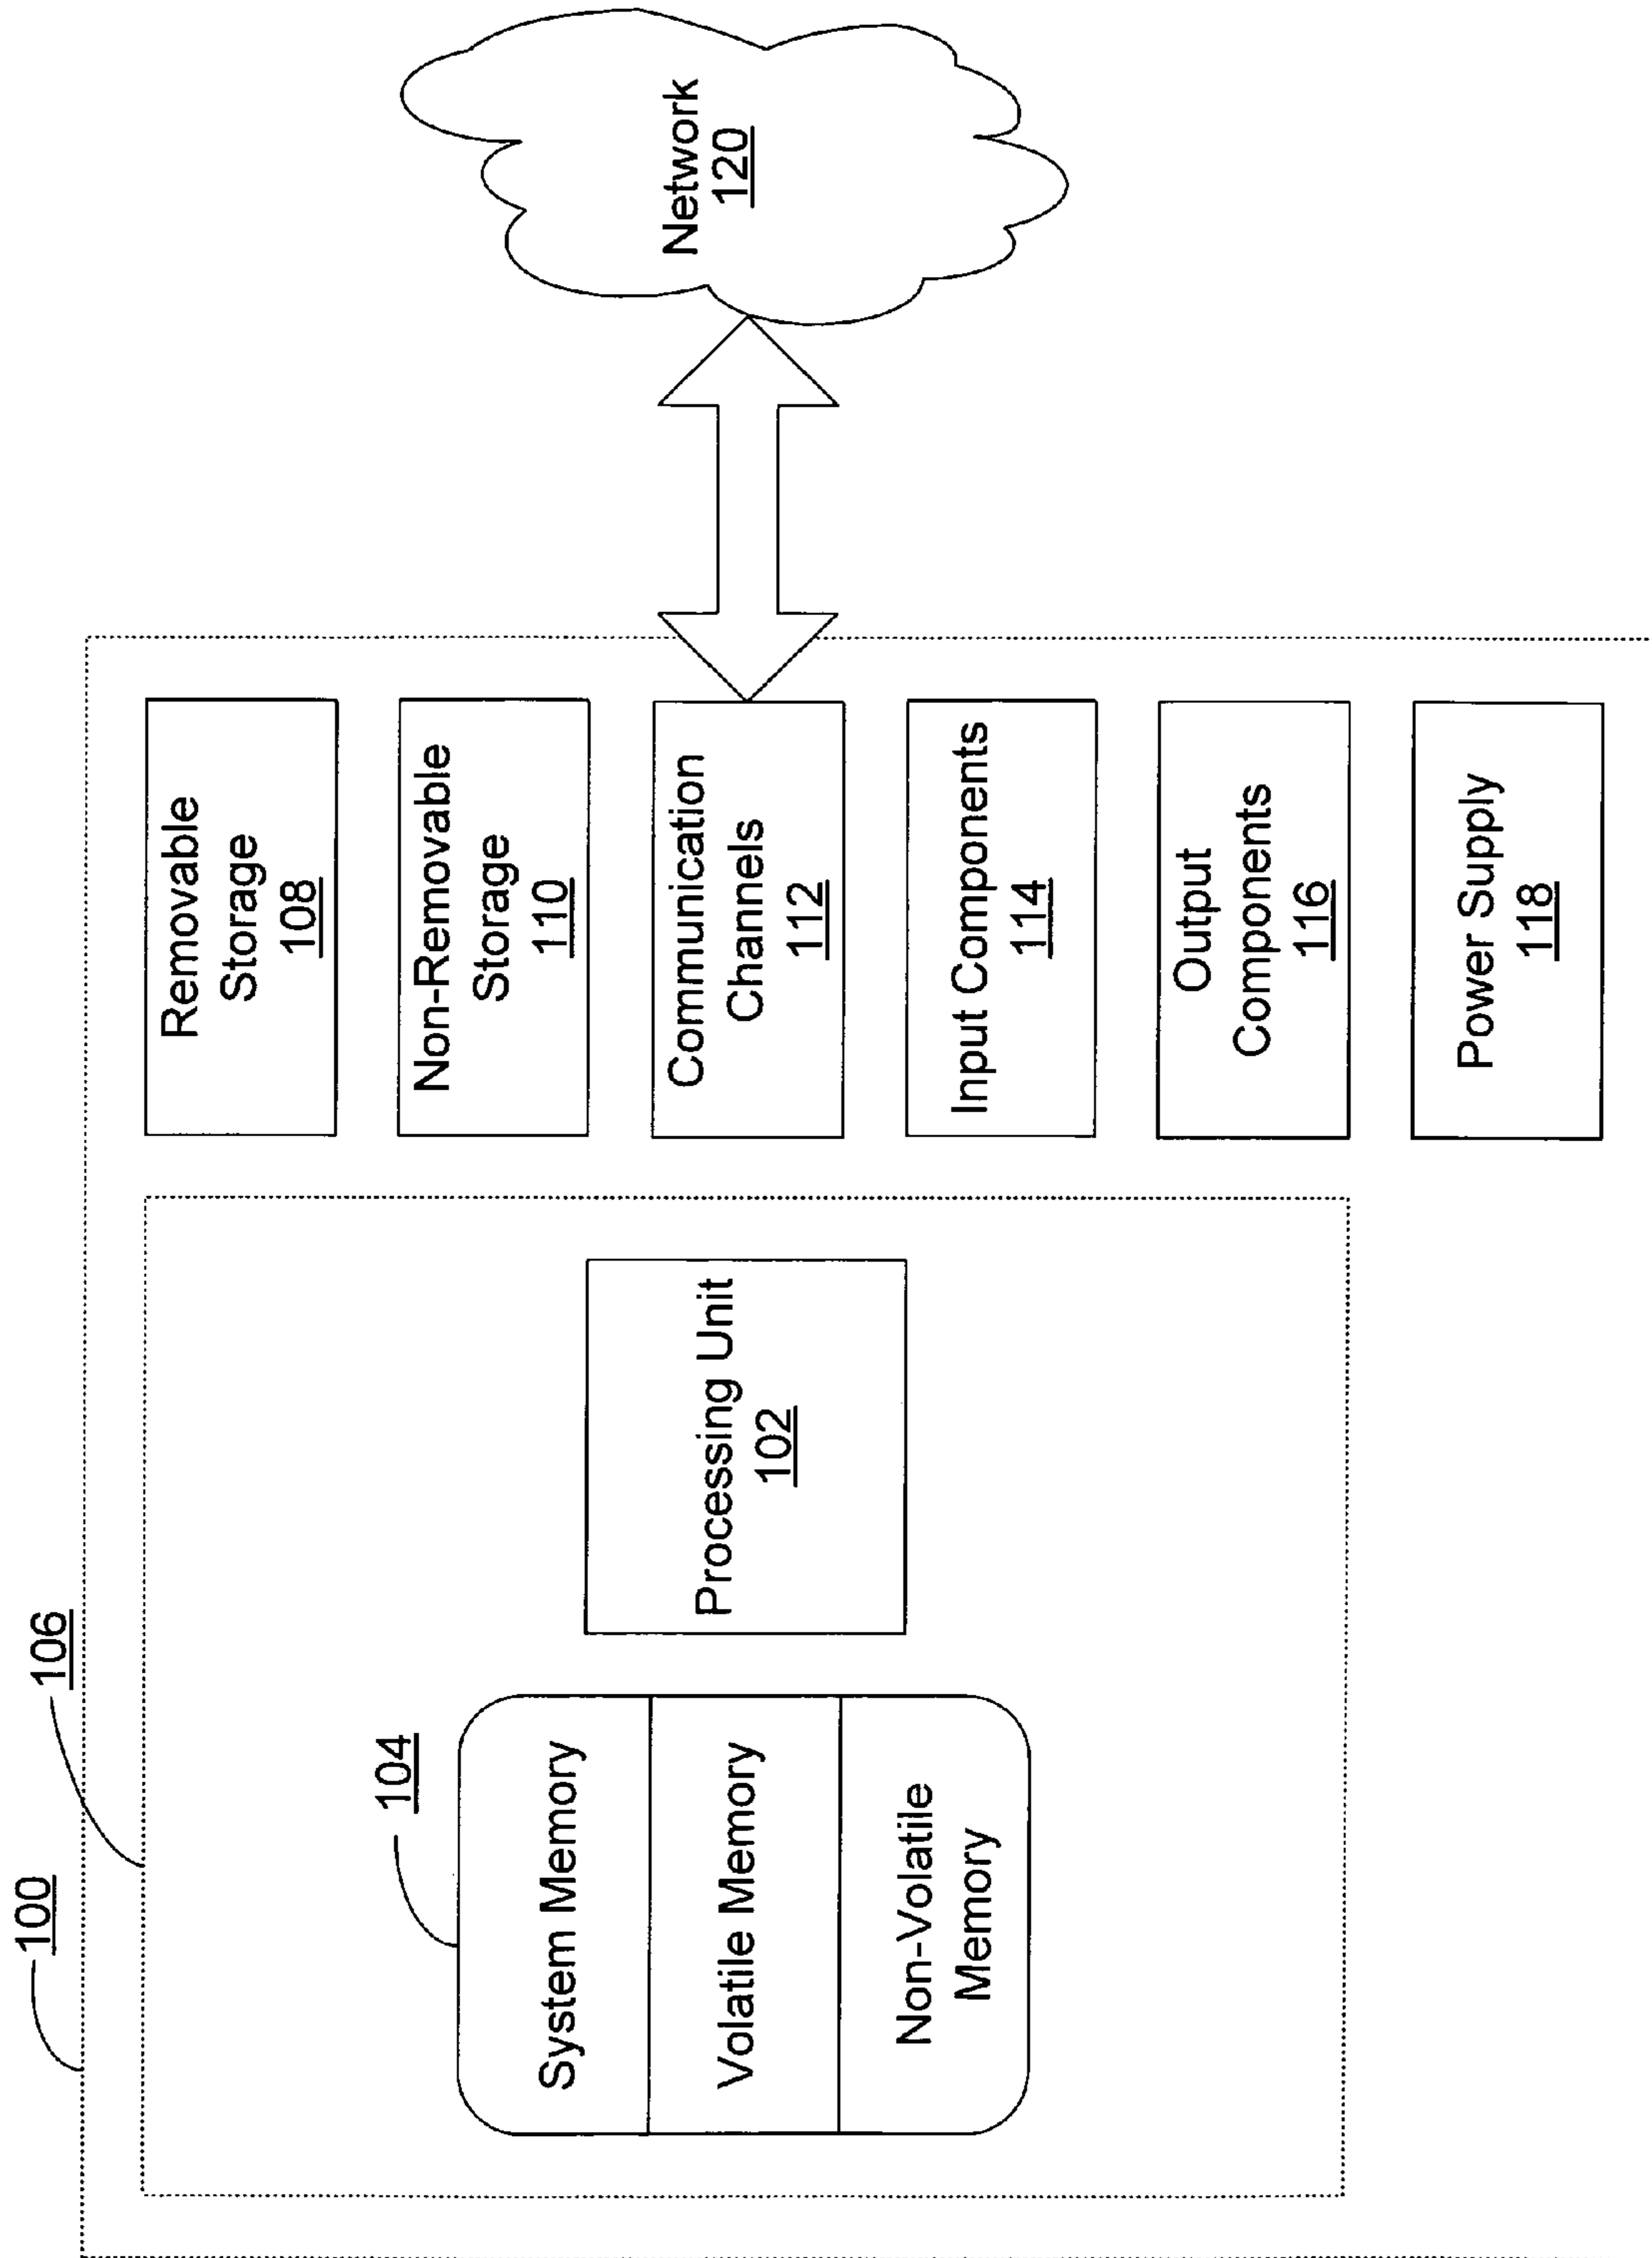 100
106
104
System Memory
Volatile Memory
Non-Volatile
Memory
Processing Unit
102
Removable
Storage
108
Non-Removable
Storage
110
Communication
Channels
112
Input Components
114
Output
Components
116
Power Supply
118
Network
120